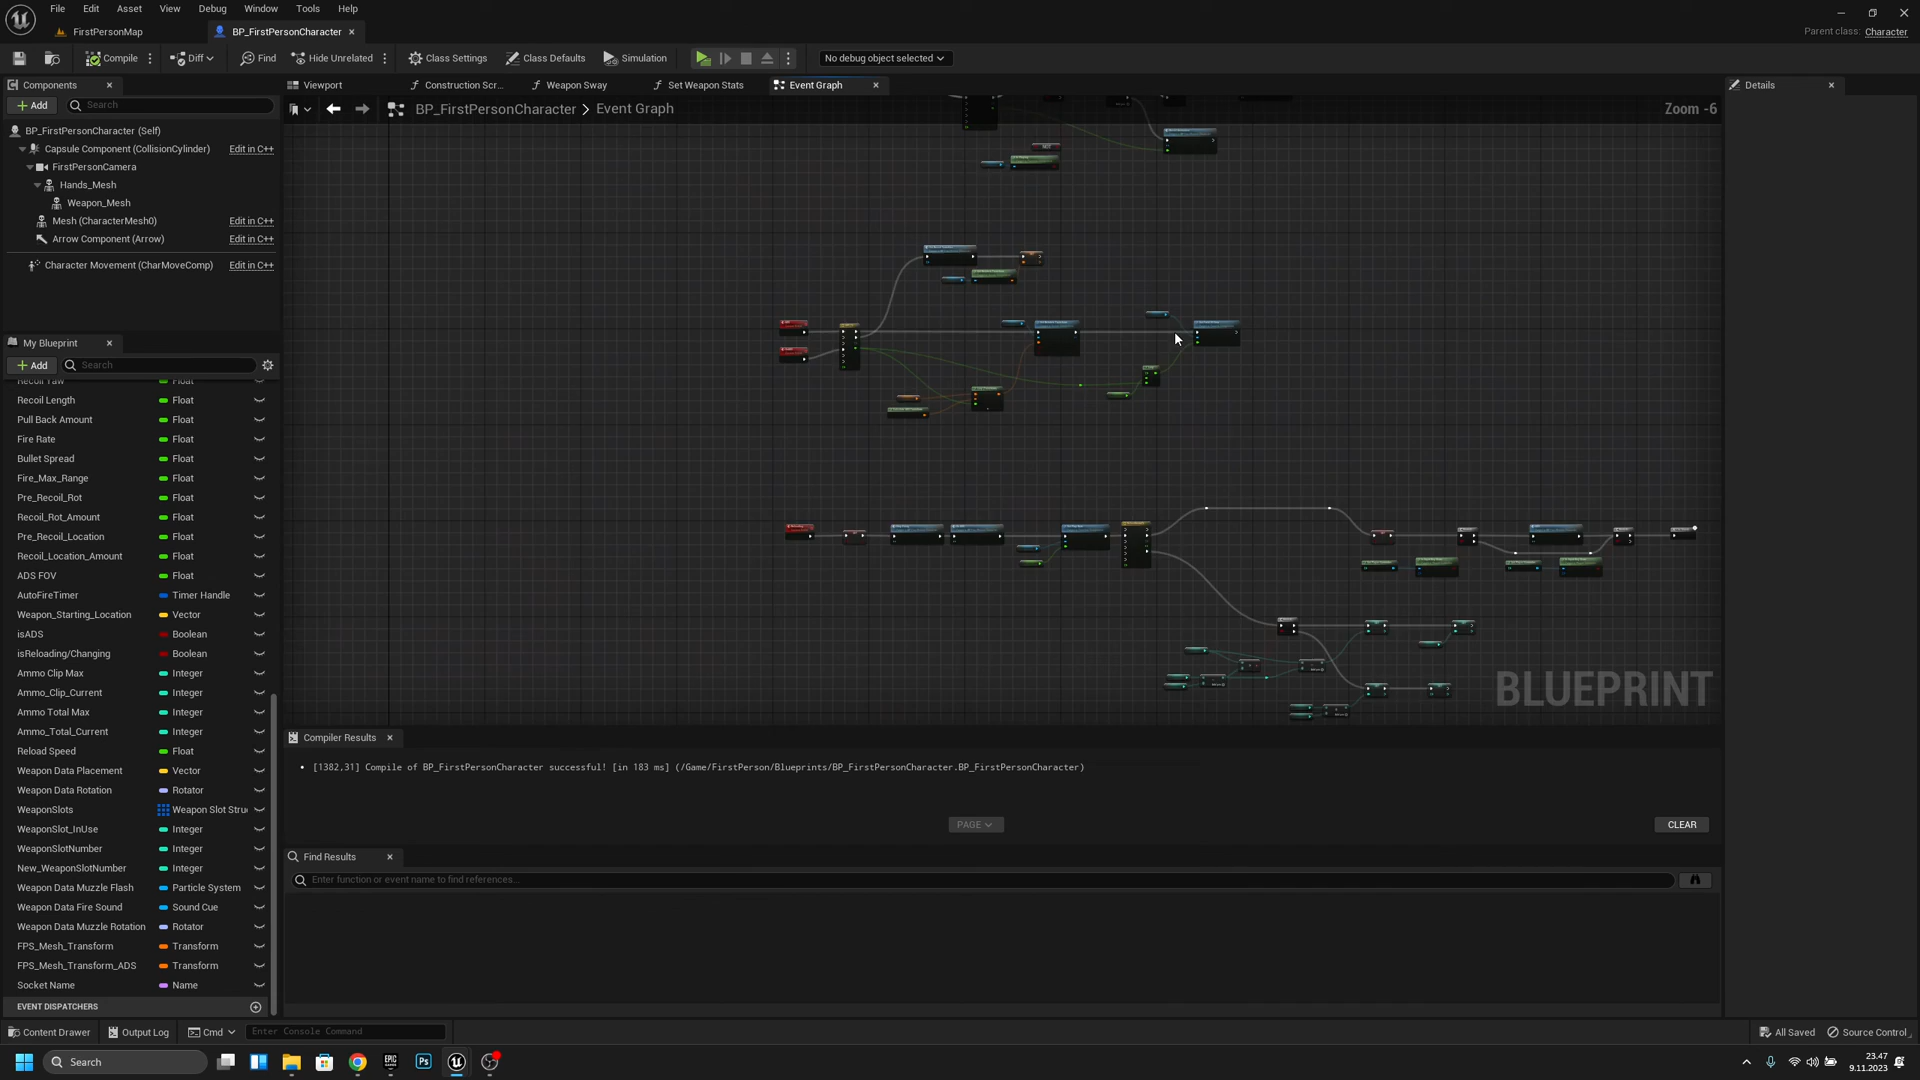 File Edit Asset View Debug Window Tools Help
FirstPersonMap
BP_FirstPersonCharacter
Parent class: Character
Compile
Diff
Find
Hide Unrelated
Class Settings
Class Defaults
Simulation
No debug object selected
Components
Add
Search
BP_FirstPersonCharacter (Self)
Capsule Component (CollisionCylinder) Edit in C++
FirstPersonCamera
Hands_Mesh
Weapon_Mesh
Mesh (CharacterMesh0) Edit in C++
Arrow Component (Arrow) Edit in C++
Character Movement (CharMoveComp) Edit in C++
My Blueprint
Add
Search
Recoil Yaw Float
Recoil Length Float
Pull Back Amount Float
Fire Rate Float
Bullet Spread Float
Fire_Max_Range Float
Pre_Recoil_Rot Float
Recoil_Rot_Amount Float
Pre_Recoil_Location Float
Recoil_Location_Amount Float
ADS FOV Float
AutoFireTimer Timer Handle
Weapon_Starting_Location Vector
isADS Boolean
isReloading/Changing Boolean
Ammo Clip Max Integer
Ammo_Clip_Current Integer
Ammo Total Max Integer
Ammo_Total_Current Integer
Reload Speed Float
Weapon Data Placement Vector
Weapon Data Rotation Rotator
WeaponSlots Weapon Slot Stru
WeaponSlot_InUse Integer
WeaponSlotNumber Integer
New_WeaponSlotNumber Integer
Weapon Data Muzzle Flash Particle System
Weapon Data Fire Sound Sound Cue
Weapon Data Muzzle Rotation Rotator
FPS_Mesh_Transform Transform
FPS_Mesh_Transform_ADS Transform
Socket Name Name
EVENT DISPATCHERS
Viewport
Construction Scr...
Weapon Sway
Set Weapon Stats
Event Graph
BP_FirstPersonCharacter > Event Graph
Zoom -6
BLUEPRINT
Compiler Results
[1382,31] Compile of BP_FirstPersonCharacter successful! [in 183 ms] (/Game/FirstPerson/Blueprints/BP_FirstPersonCharacter.BP_FirstPersonCharacter)
PAGE
CLEAR
Find Results
Enter function or event name to find references...
Details
Content Drawer
Output Log
Cmd
Enter Console Command
All Saved
Source Control
Search
EPIC
Ps
23.47
9.11.2023